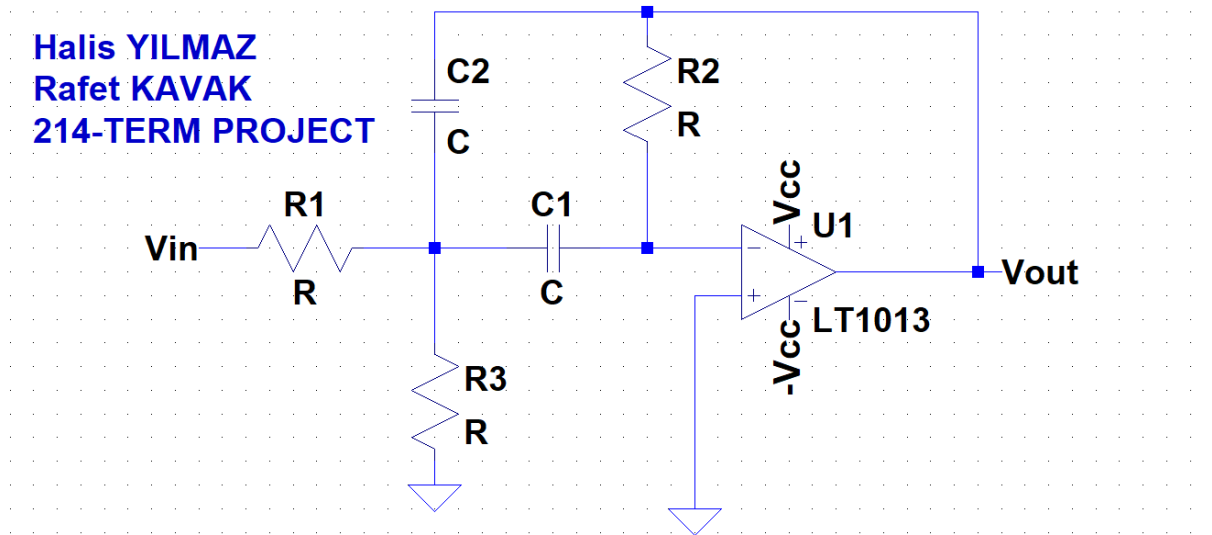 Halis YILMAZ
Rafet KAVAK
214-TERM PROJECT
C2
C
R2
R
R1
R
Vin
C1
C
Vcc
U1
+
−
+
−
Vout
LT1013
-Vcc
R3
R